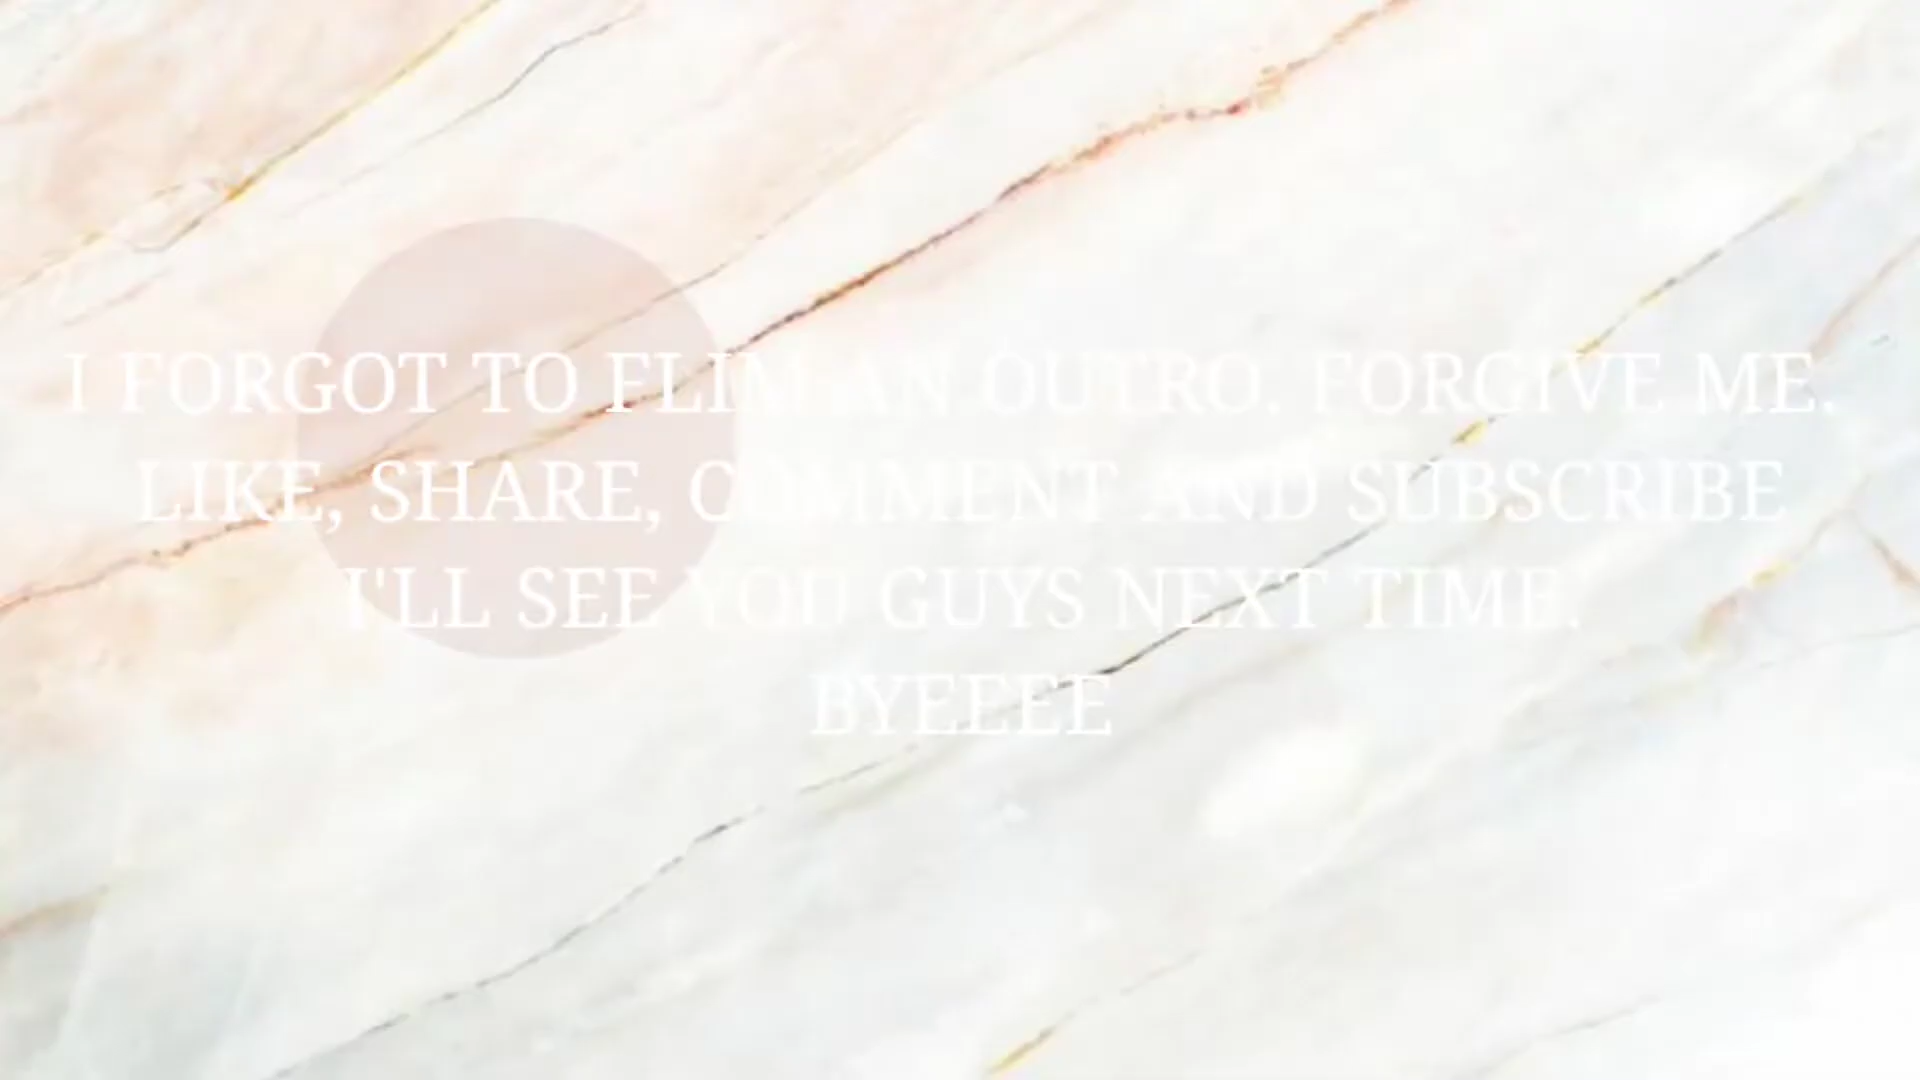 I FORGOT TO FLIM AN OUTRO. FORGIVE ME.
LIKE, SHARE, COMMENT AND SUBSCRIBE
I'LL SEE YOU GUYS NEXT TIME.
BYEEEE